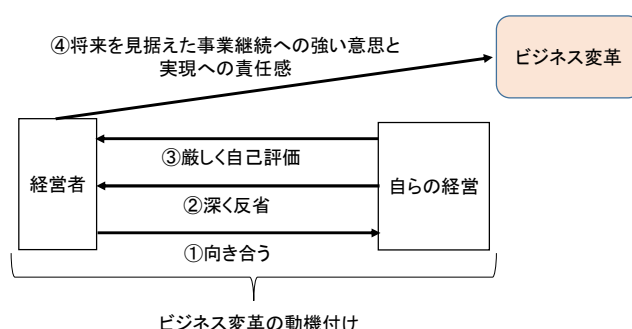 ④将来を見据えた事業継続への強い意思と
実現への責任感
ビジネス変革
経営者
③厳しく自己評価
②深く反省
①向き合う
自らの経営
ビジネス変革の動機付け